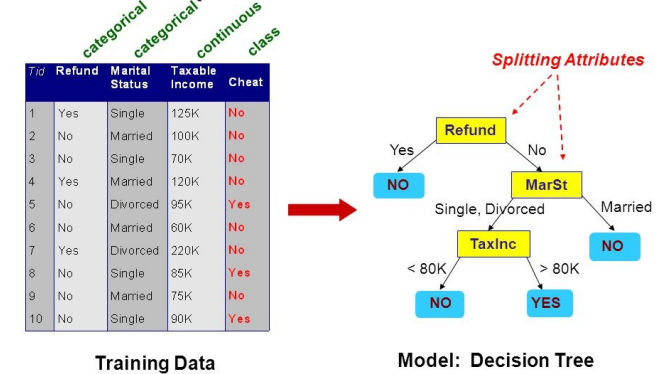 categorical
categorical
continuous
class
Tid Refund Marital Status Taxable Income Cheat
1 Yes Single 125K No
2 No Married 100K No
3 No Single 70K No
4 Yes Married 120K No
5 No Divorced 95K Yes
6 No Married 60K No
7 Yes Divorced 220K No
8 No Single 85K Yes
9 No Married 75K No
10 No Single 90K Yes
Training Data
Splitting Attributes
Refund
Yes No
NO MarSt
Single, Divorced Married
TaxInc NO
< 80K > 80K
NO YES
Model: Decision Tree